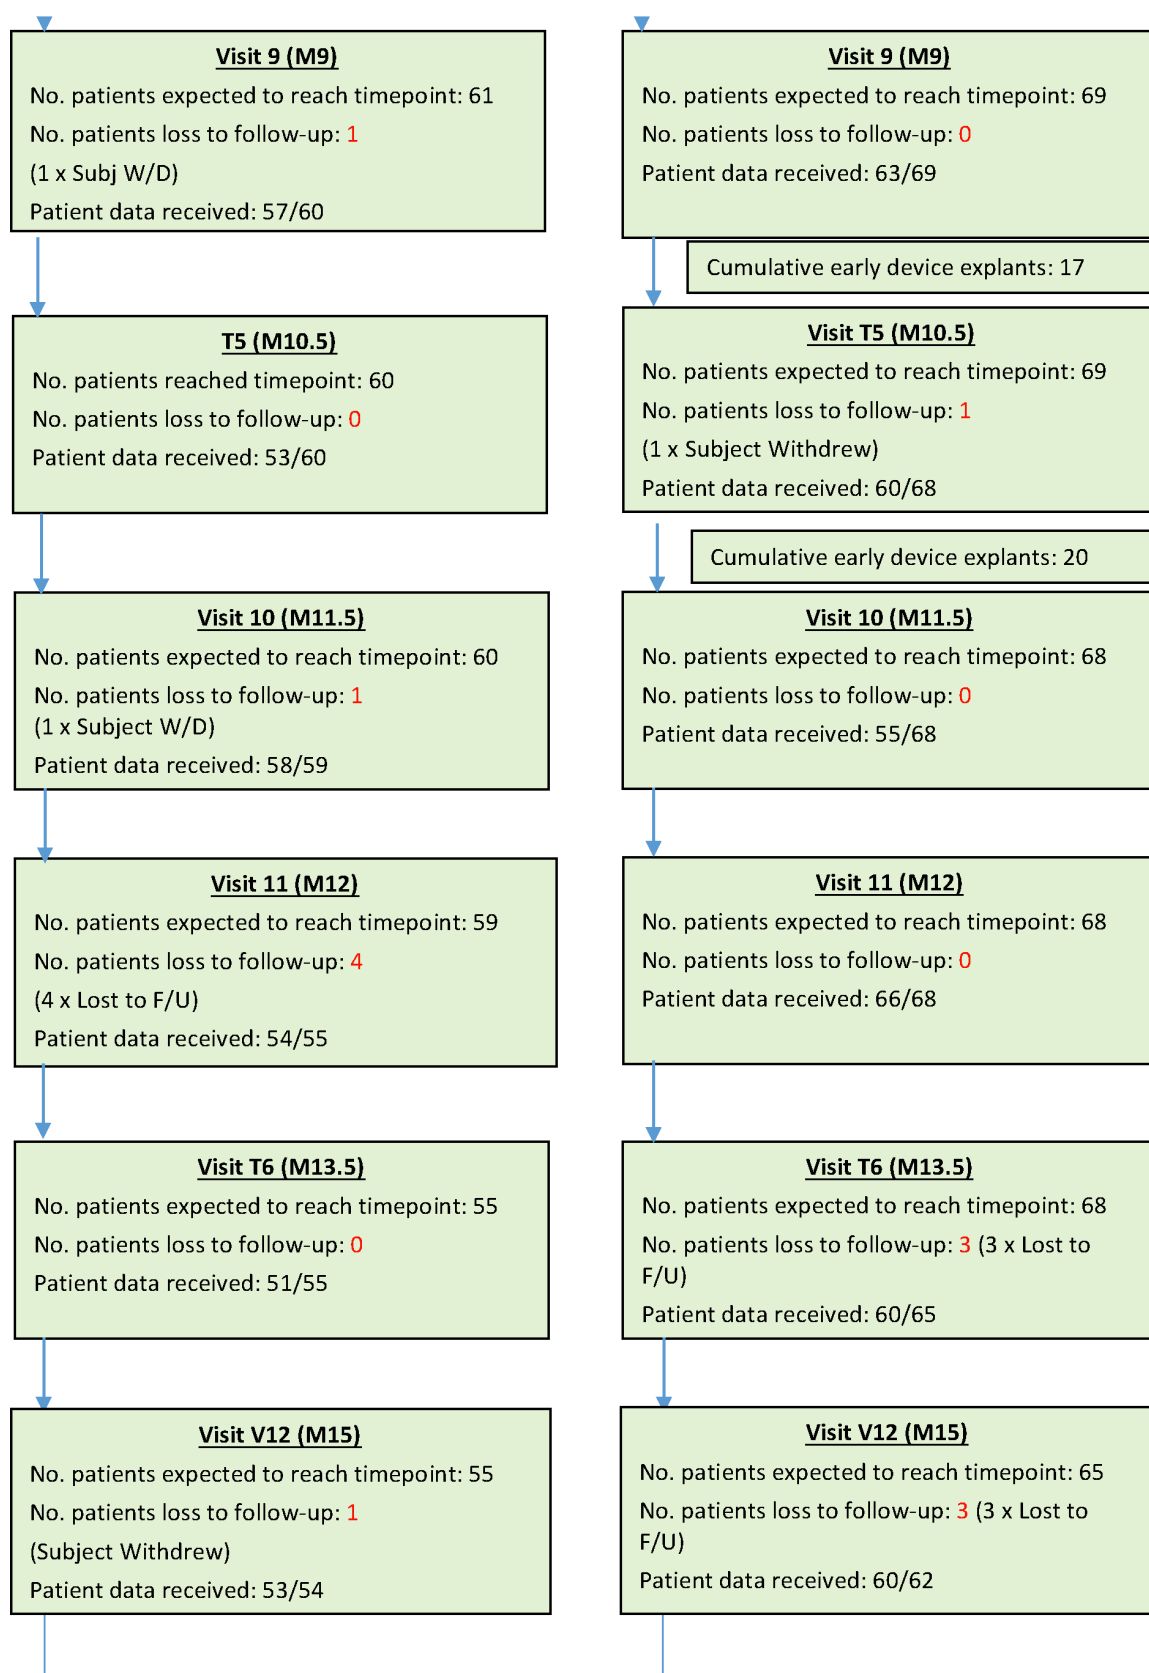 Visit 9 (M9)
No. patients expected to reach timepoint: 61
No. patients loss to follow-up: 1
(1 x Subj W/D)
Patient data received: 57/60
Visit 9 (M9)
No. patients expected to reach timepoint: 69
No. patients loss to follow-up: 0
Patient data received: 63/69
Cumulative early device explants: 17
T5 (M10.5)
No. patients reached timepoint: 60
No. patients loss to follow-up: 0
Patient data received: 53/60
Visit T5 (M10.5)
No. patients expected to reach timepoint: 69
No. patients loss to follow-up: 1
(1 x Subject Withdrew)
Patient data received: 60/68
Cumulative early device explants: 20
Visit 10 (M11.5)
No. patients expected to reach timepoint: 60
No. patients loss to follow-up: 1
(1 x Subject W/D)
Patient data received: 58/59
Visit 10 (M11.5)
No. patients expected to reach timepoint: 68
No. patients loss to follow-up: 0
Patient data received: 55/68
Visit 11 (M12)
No. patients expected to reach timepoint: 59
No. patients loss to follow-up: 4
(4 x Lost to F/U)
Patient data received: 54/55
Visit 11 (M12)
No. patients expected to reach timepoint: 68
No. patients loss to follow-up: 0
Patient data received: 66/68
Visit T6 (M13.5)
No. patients expected to reach timepoint: 55
No. patients loss to follow-up: 0
Patient data received: 51/55
Visit T6 (M13.5)
No. patients expected to reach timepoint: 68
No. patients loss to follow-up: 3 (3 x Lost to
F/U)
Patient data received: 60/65
Visit V12 (M15)
No. patients expected to reach timepoint: 55
No. patients loss to follow-up: 1
(Subject Withdrew)
Patient data received: 53/54
Visit V12 (M15)
No. patients expected to reach timepoint: 65
No. patients loss to follow-up: 3 (3 x Lost to
F/U)
Patient data received: 60/62